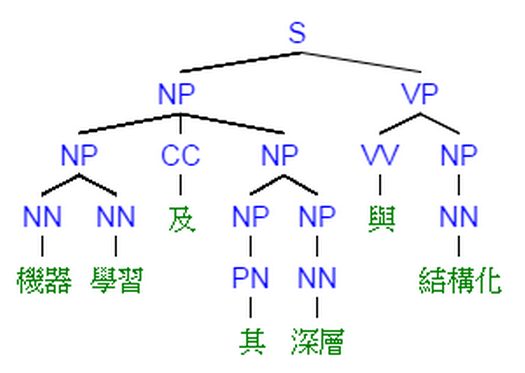 S
NP VP
NP CC NP VV NP
NN NN 及 NP NP 與 NN
機器 學習 PN NN 結構化
其 深層